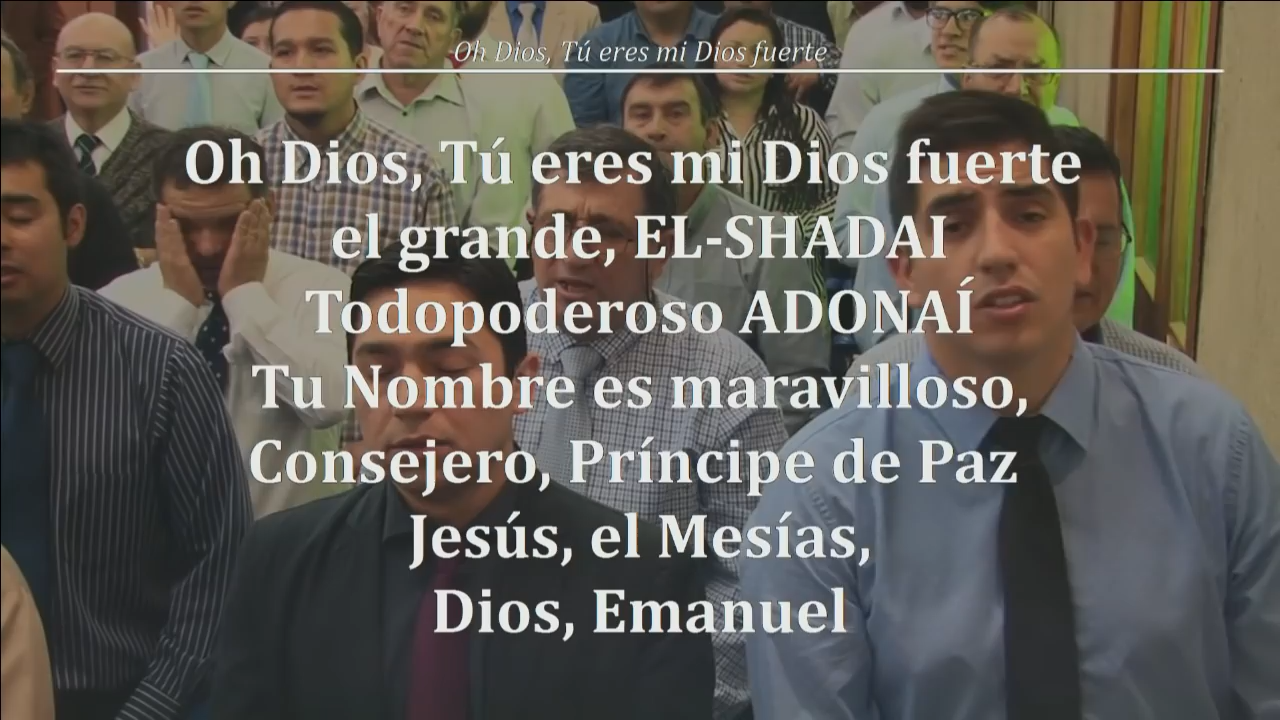 Oh Dios, Tú eres mi Dios fuerte
Oh Dios, Tú eres mi Dios fuerte
el grande, EL-SHADAI
Todopoderoso ADONAÍ
Tu Nombre es maravilloso,
Consejero, Príncipe de Paz
Jesús, el Mesías,
Dios, Emanuel